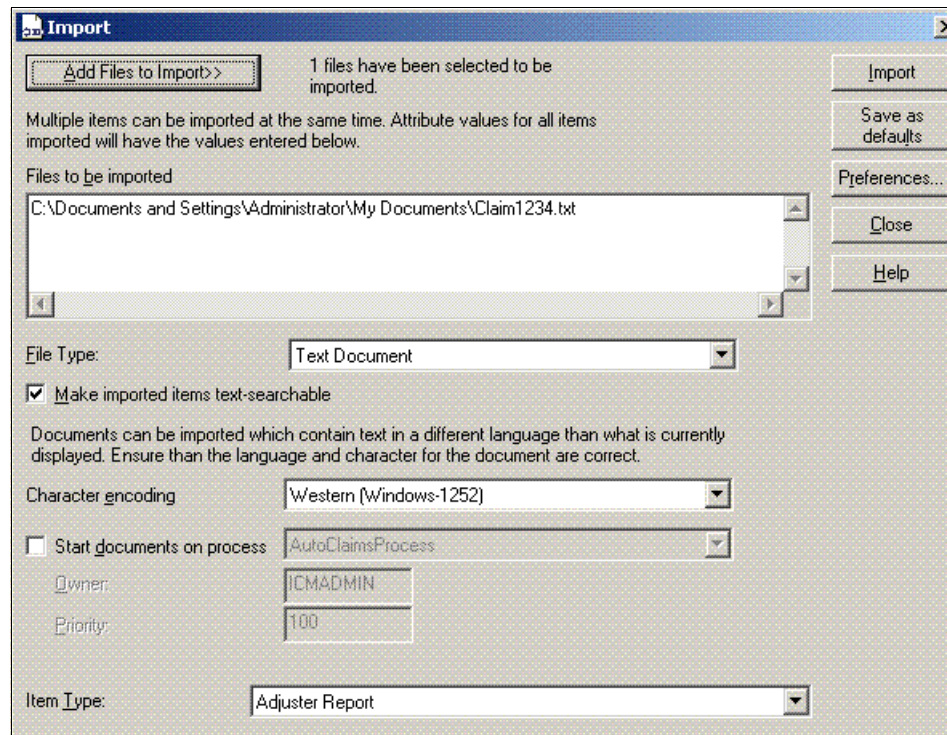 Import
Add Files to Import>>
1 files have been selected to be
imported.
Import
Multiple items can be imported at the same time. Attribute values for all items
imported will have the values entered below.
Save as
defaults
Files to be imported
Preferences...
C:\Documents and Settings\Administrator\My Documents\Claim1234.txt
Close
Help
File Type:
Text Document
Make imported items text-searchable
Documents can be imported which contain text in a different language than what is currently
displayed. Ensure than the language and character for the document are correct.
Character encoding
Western (Windows-1252)
Start documents on process
AutoClaimsProcess
Owner:
ICMADMIN
Priority:
100
Item Type:
Adjuster Report